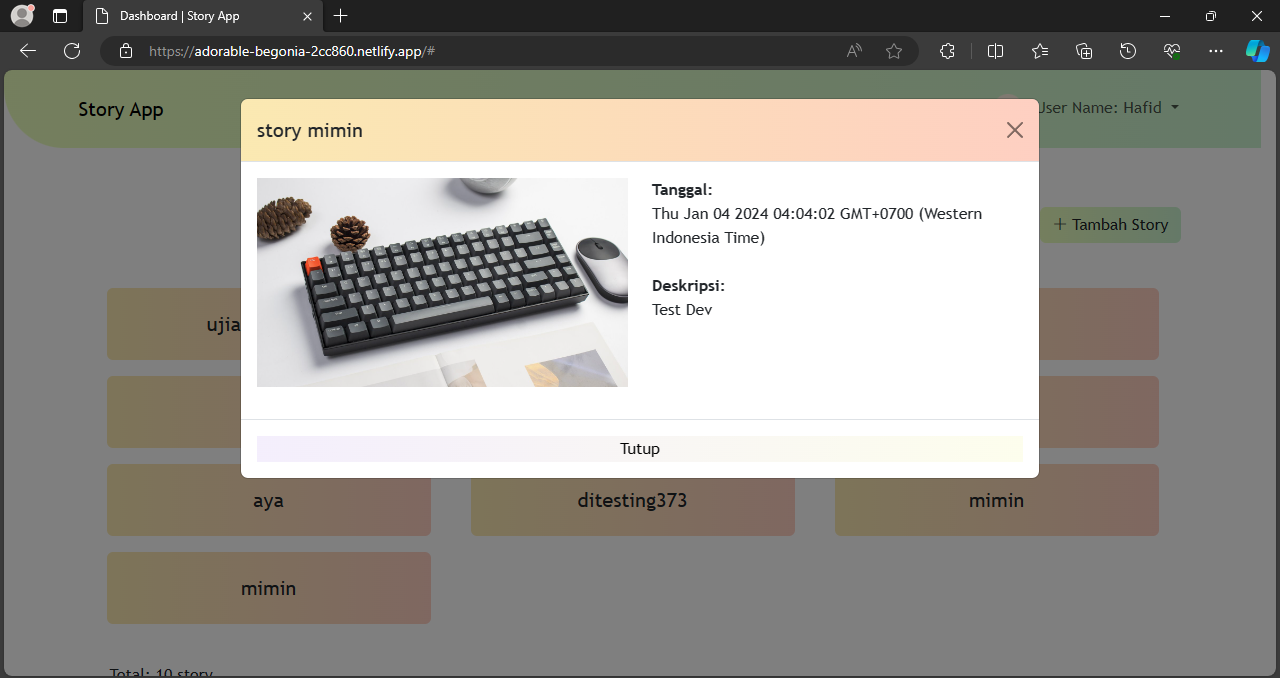 Dashboard | Story App
https://adorable-begonia-2cc860.netlify.app/#
Story App
User Name: Hafid
story mimin
Tanggal:
Thu Jan 04 2024 04:04:02 GMT+0700 (Western
Indonesia Time)
+ Tambah Story
Deskripsi:
Test Dev
ujia
Tutup
aya
ditesting373
mimin
mimin
Total: 10 story